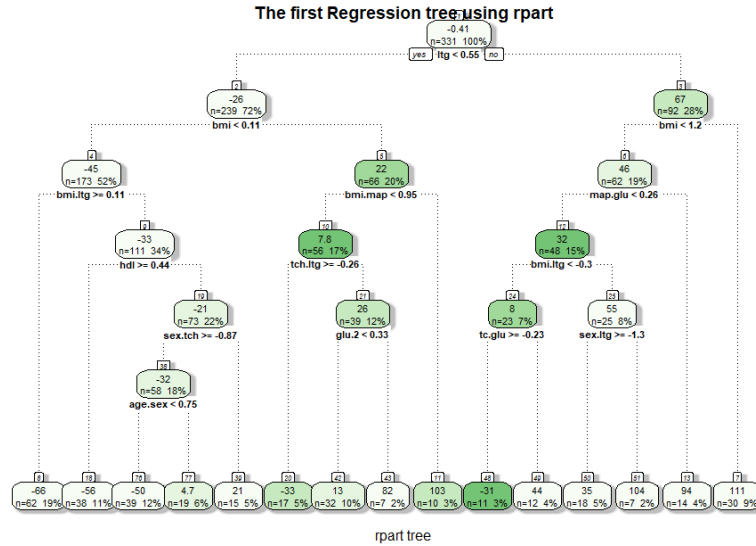 The first Regression tree using rpart
1
-0.41
n=331 100%
yes ltg < 0.55 no
2
-26
n=239 72%
bmi < 0.11
3
67
n=92 28%
bmi < 1.2
4
-45
n=173 52%
bmi.ltg >= 0.11
5
22
n=66 20%
bmi.map < 0.95
6
46
n=62 19%
map.glu < 0.26
9
-33
n=111 34%
hdl >= 0.44
10
7.8
n=56 17%
tch.ltg >= -0.26
12
32
n=48 15%
bmi.ltg < -0.3
19
-21
n=73 22%
sex.tch >= -0.87
21
26
n=39 12%
glu.2 < 0.33
24
8
n=23 7%
tc.glu >= -0.23
25
55
n=25 8%
sex.ltg >= -1.3
38
-32
n=58 18%
age.sex < 0.75
8
-66
n=62 19%
18
-56
n=38 11%
76
-50
n=39 12%
77
4.7
n=19 6%
39
21
n=15 5%
20
-33
n=17 5%
42
13
n=32 10%
43
82
n=7 2%
11
103
n=10 3%
48
-31
n=11 3%
49
44
n=12 4%
50
35
n=18 5%
51
104
n=7 2%
13
94
n=14 4%
7
111
n=30 9%
rpart tree